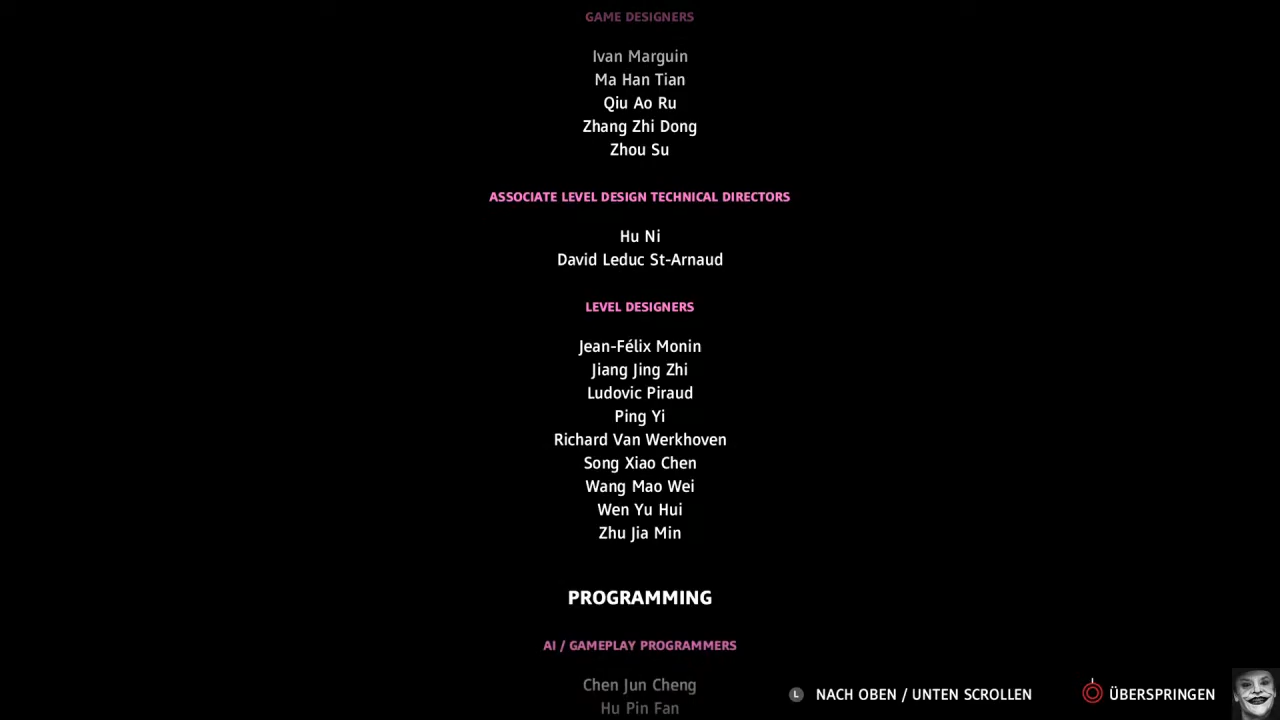 GAME DESIGNERS
Ivan Marguin
Ma Han Tian
Qiu Ao Ru
Zhang Zhi Dong
Zhou Su
ASSOCIATE LEVEL DESIGN TECHNICAL DIRECTORS
Hu Ni
David Leduc St-Arnaud
LEVEL DESIGNERS
Jean-Félix Monin
Jiang Jing Zhi
Ludovic Piraud
Ping Yi
Richard Van Werkhoven
Song Xiao Chen
Wang Mao Wei
Wen Yu Hui
Zhu Jia Min
PROGRAMMING
AI / GAMEPLAY PROGRAMMERS
Chen Jun Cheng
Hu Pin Fan
L NACH OBEN / UNTEN SCROLLEN
ÜBERSPRINGEN